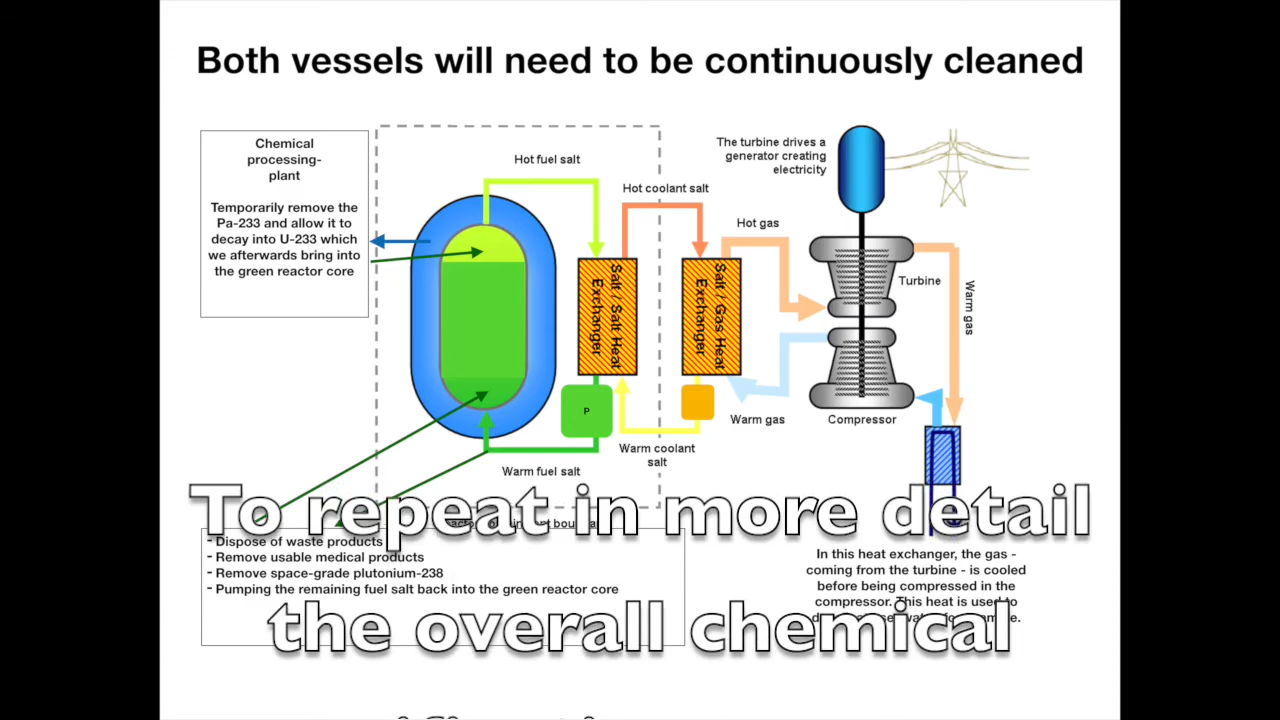 Both vessels will need to be continuously cleaned
Chemical
processing-
plant
Temporarily remove the
Pa-233 and allow it to
decay into U-233 which
we afterwards bring into
the green reactor core
Hot fuel salt
Hot coolant salt
Hot gas
The turbine drives a
generator creating
electricity
Turbine
Warm gas
Salt / Salt Heat
Exchanger
Salt / Gas Heat
Exchanger
P
Warm gas
Compressor
Warm coolant
salt
Warm fuel salt
To repeat in more detail
- Dispose of waste products
- Remove usable medical products
- Remove space-grade plutonium-238
- Pumping the remaining fuel salt back into the green reactor core
In this heat exchanger, the gas -
coming from the turbine - is cooled
before being compressed in the
compressor. This heat is used to
the overall chemical